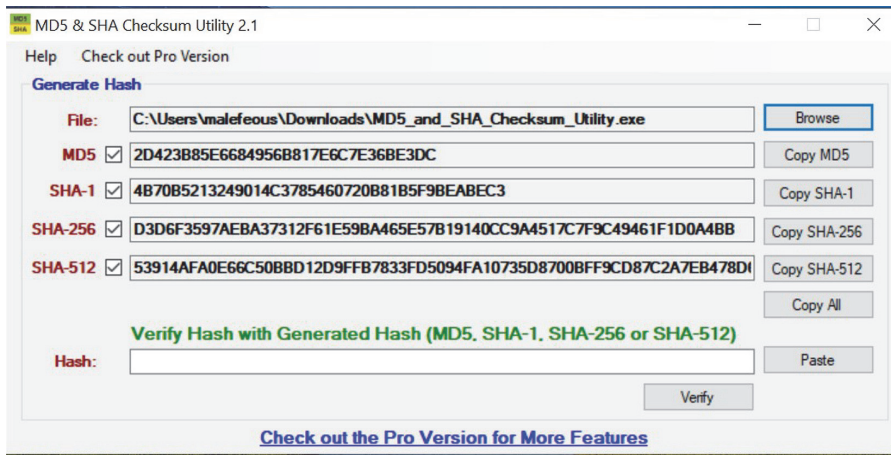 MD5 SHA MD5 & SHA Checksum Utility 2.1
Help Check out Pro Version
Generate Hash
File: C:\Users\malefeous\Downloads\MD5_and_SHA_Checksum_Utility.exe Browse
MD5 2D423B85E6684956B817E6C7E36BE3DC Copy MD5
SHA-1 4B70B5213249014C3785460720B81B5F9BEABEC3 Copy SHA-1
SHA-256 D3D6F3597AEBA37312F61E59BA465E57B19140CC9A4517C7F9C49461F1D0A4BB Copy SHA-256
SHA-512 53914AFA0E66C50BBD12D9FFB7833FD5094FA10735D8700BFF9CD87C2A7EB478D Copy SHA-512
Copy All
Verify Hash with Generated Hash (MD5, SHA-1, SHA-256 or SHA-512)
Hash: Paste
Verify
Check out the Pro Version for More Features